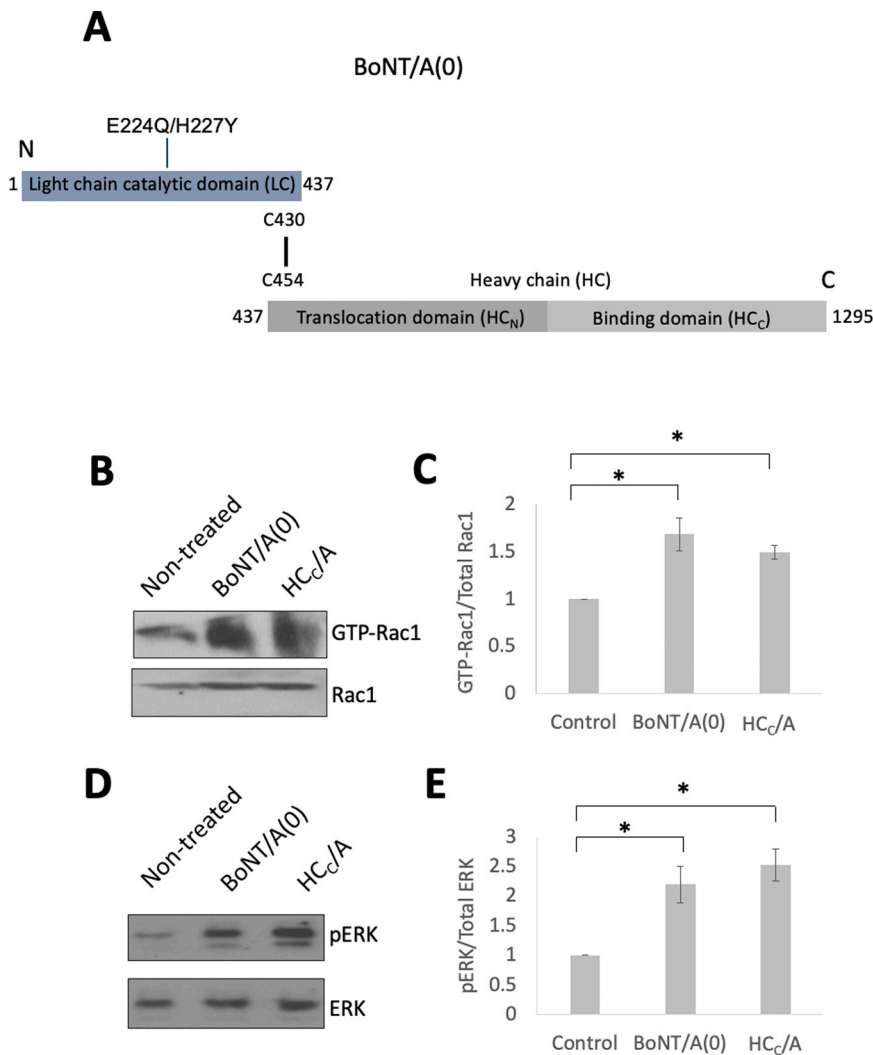 A
BoNT/A(0)
E224Q/H227Y
N
1 Light chain catalytic domain (LC) 437
C430
C454 Heavy chain (HC) C
437 Translocation domain (HCN) Binding domain (HCC) 1295
B
Non-treated BoNT/A(0) HCC/A
GTP-Rac1
Rac1
C
* *
GTP-Rac1/Total Rac1
2
1.5
1
0.5
0
Control BoNT/A(0) HCC/A
D
Non-treated BoNT/A(0) HCC/A
pERK
ERK
E
* *
pERK/Total ERK
3
2.5
2
1.5
1
0.5
0
Control BoNT/A(0) HCC/A